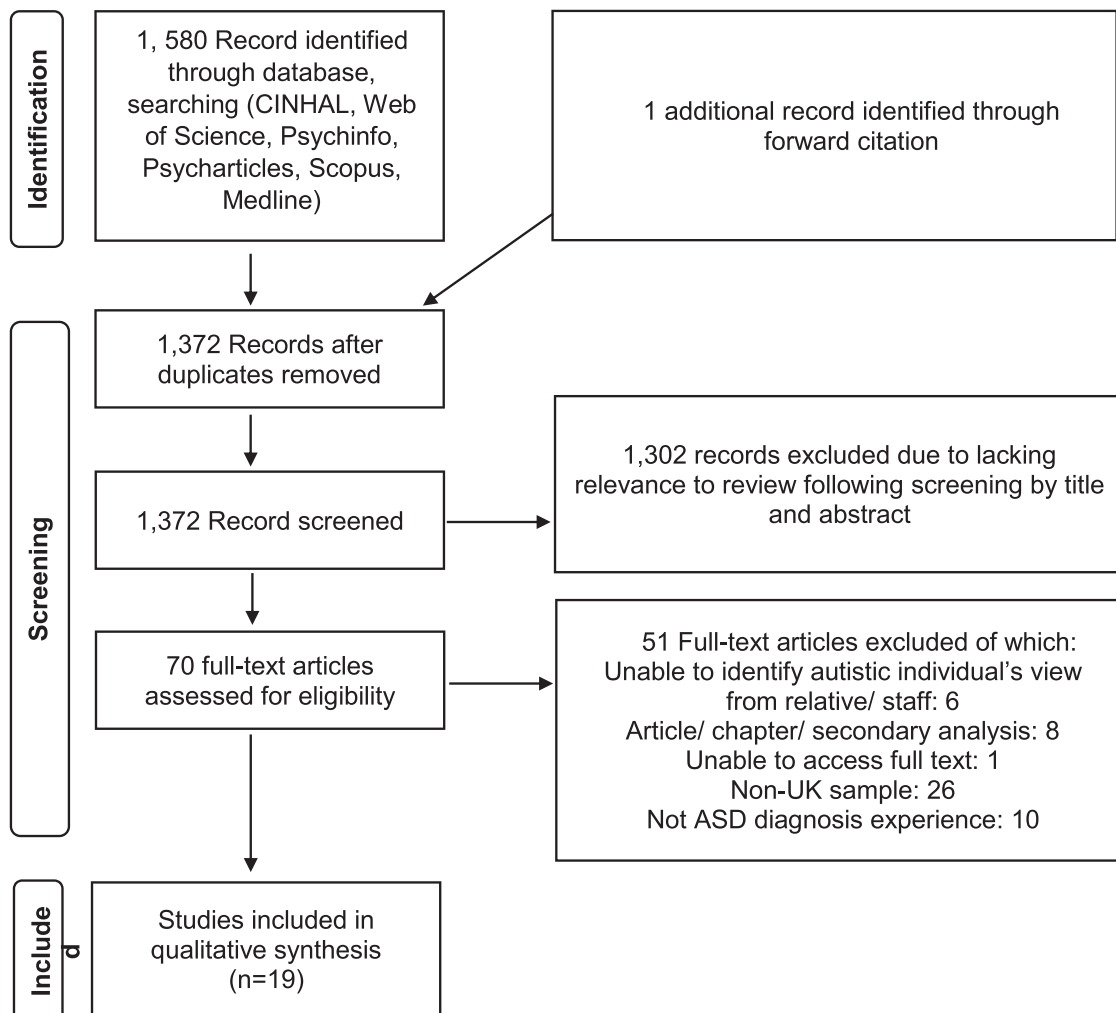 Identification
1, 580 Record identified
through database,
searching (CINHAL, Web
of Science, Psychinfo,
Psycharticles, Scopus,
Medline)
1 additional record identified through
forward citation
Screening
1,372 Records after
duplicates removed
1,372 Record screened
1,302 records excluded due to lacking
relevance to review following screening by title
and abstract
70 full-text articles
assessed for eligibility
51 Full-text articles excluded of which:
Unable to identify autistic individual’s view
from relative/ staff: 6
Article/ chapter/ secondary analysis: 8
Unable to access full text: 1
Non-UK sample: 26
Not ASD diagnosis experience: 10
Include
d
Studies included in
qualitative synthesis
(n=19)